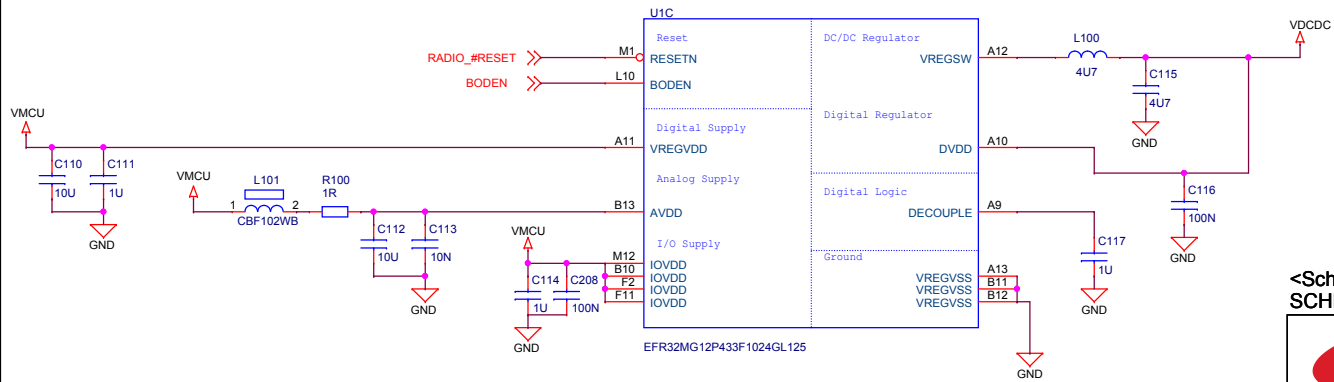 U1C
Reset
DC/DC Regulator
VDCDC
RADIO_#RESET
M1
RESETN
VREGSW
A12
L100
4U7
BODEN
L10
BODEN
C115
4U7
GND
VMCU
Digital Supply
Digital Regulator
A11
VREGVDD
DVDD
A10
C110
10U
C111
1U
GND
VMCU
L101
1
2
CBF102WB
R100
1R
Analog Supply
Digital Logic
C116
100N
GND
B13
AVDD
DECOUPLE
A9
C112
10U
C113
10N
GND
VMCU
I/O Supply
Ground
C117
1U
M12
IOVDD
B10
IOVDD
F2
IOVDD
F11
IOVDD
C114
1U
C208
100N
GND
VREGVSS
A13
VREGVSS
B11
VREGVSS
B12
GND
EFR32MG12P433F1024GL125
<Sch
SCH